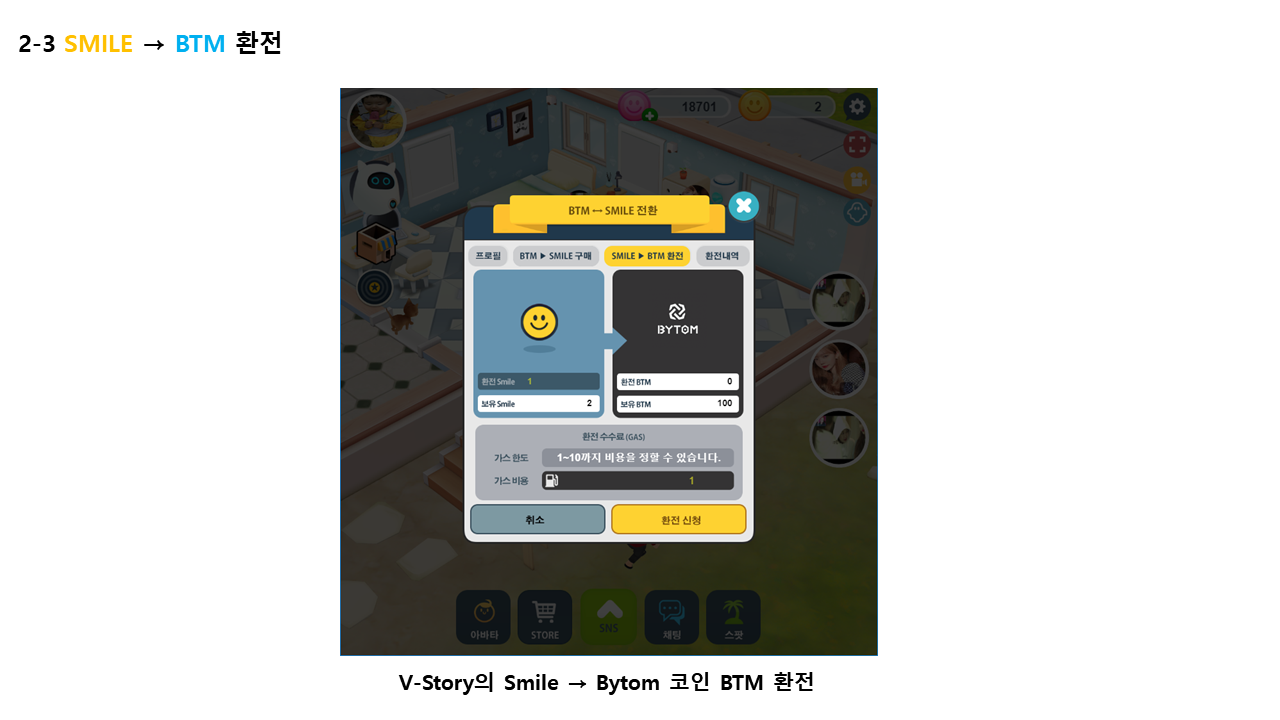 2-3 SMILE → BTM 환전
18701
2
BTM ↔ SMILE 전환
프로필
BTM ▶ SMILE 구매
SMILE ▶ BTM 환전
환전내역
BYTOM
환전 Smile 1
환전 BTM 0
보유 Smile 2
보유 BTM 100
환전 수수료 (GAS)
가스 한도 1~10까지 비용을 정할 수 있습니다.
가스 비용 1
취소
환전 신청
아바타
STORE
SNS
채팅
스팟
V-Story의 Smile → Bytom 코인 BTM 환전